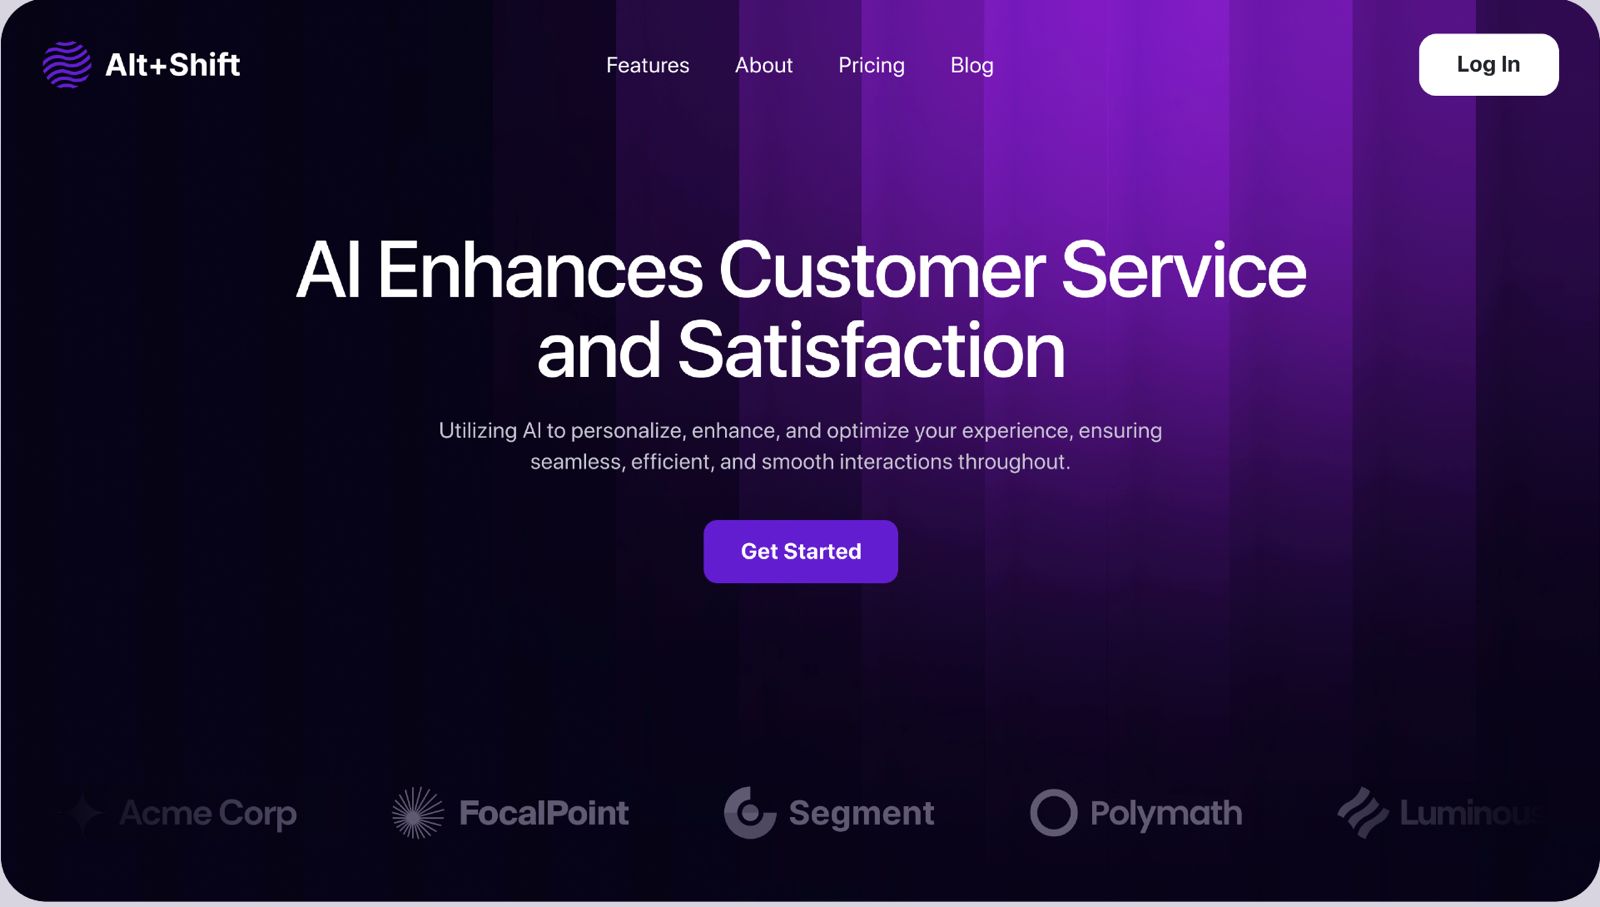 Alt+Shift
Features
About
Pricing
Blog
Log In
AI Enhances Customer Service
and Satisfaction
Utilizing AI to personalize, enhance, and optimize your experience, ensuring
seamless, efficient, and smooth interactions throughout.
Get Started
Acme Corp
FocalPoint
Segment
Polymath
Luminous